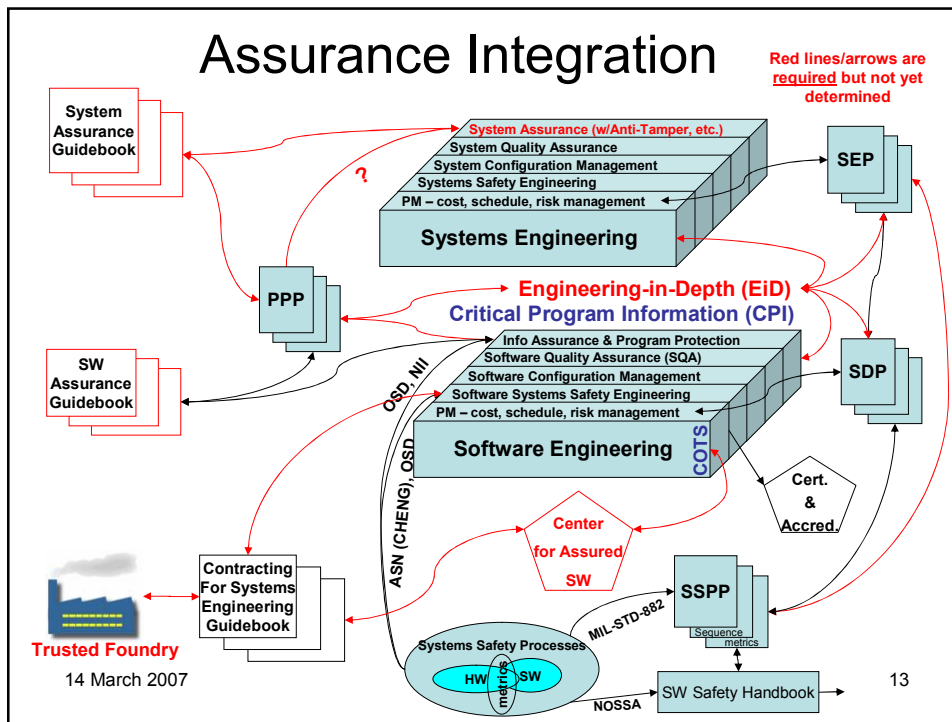 Assurance Integration
Red lines/arrows are
required but not yet
determined
System
Assurance
Guidebook
System Assurance (w/Anti-Tamper, etc.)
System Quality Assurance
System Configuration Management
Systems Safety Engineering
PM – cost, schedule, risk management
Systems Engineering
SEP
?
PPP
Engineering-in-Depth (EiD)
Critical Program Information (CPI)
SW
Assurance
Guidebook
Info Assurance & Program Protection
Software Quality Assurance (SQA)
Software Configuration Management
Software Systems Safety Engineering
PM – cost, schedule, risk management
Software Engineering
COTS
SDP
OSD, NII
ASN (CHENG), OSD
Cert.
&
Accred.
Center
for Assured
SW
Contracting
For Systems
Engineering
Guidebook
Trusted Foundry
SSPP
Sequence
metrics
MIL-STD-882
Systems Safety Processes
HW
metrics
SW
NOSSA
SW Safety Handbook
14 March 2007
13